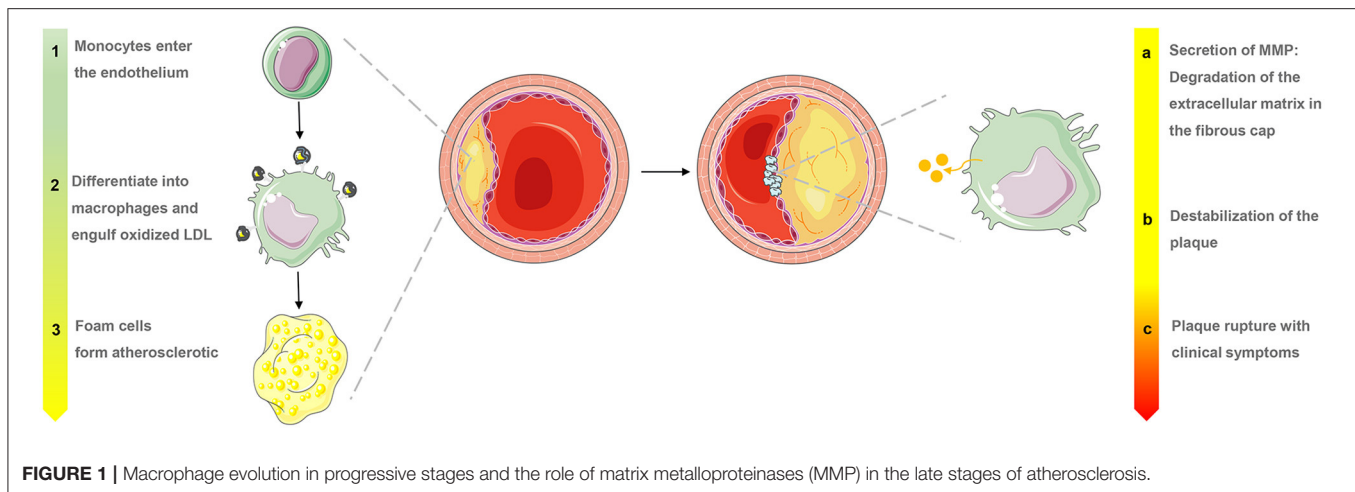 1 Monocytes enter
the endothelium
2 Differentiate into
macrophages and
engulf oxidized LDL
3 Foam cells
form atherosclerotic
a Secretion of MMP:
Degradation of the
extracellular matrix in
the fibrous cap
b Destabilization of the
plaque
c Plaque rupture with
clinical symptoms
FIGURE 1 | Macrophage evolution in progressive stages and the role of matrix metalloproteinases (MMP) in the late stages of atherosclerosis.